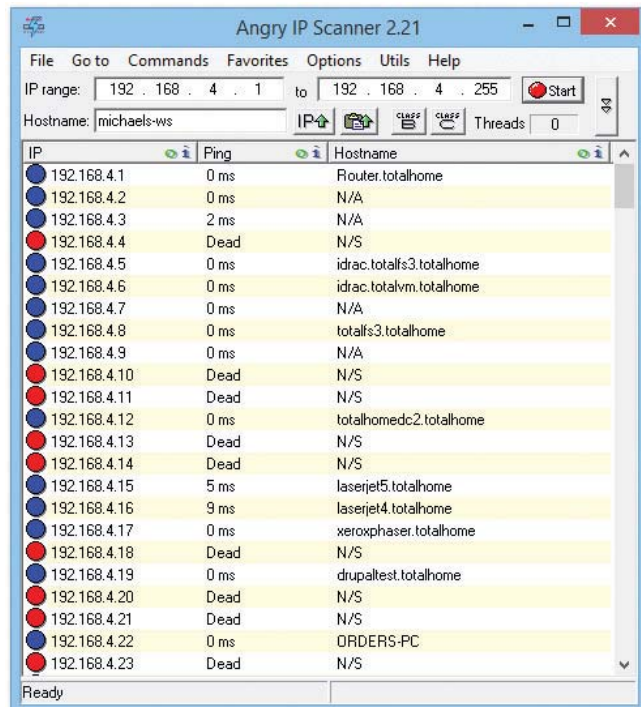 Angry IP Scanner 2.21
File Go to Commands Favorites Options Utils Help
IP range: 192 . 168 . 4 . 1 to 192 . 168 . 4 . 255 Start
Hostname: michaels-ws IP CLASS B CLASS C Threads 0
IP Ping Hostname
192.168.4.1 0 ms Router.totalhome
192.168.4.2 0 ms N/A
192.168.4.3 2 ms N/A
192.168.4.4 Dead N/S
192.168.4.5 0 ms idrac.totalfs3.totalhome
192.168.4.6 0 ms idrac.totalvm.totalhome
192.168.4.7 0 ms N/A
192.168.4.8 0 ms totalfs3.totalhome
192.168.4.9 0 ms N/A
192.168.4.10 Dead N/S
192.168.4.11 Dead N/S
192.168.4.12 0 ms totalhomedc2.totalhome
192.168.4.13 Dead N/S
192.168.4.14 Dead N/S
192.168.4.15 5 ms laserjet5.totalhome
192.168.4.16 9 ms laserjet4.totalhome
192.168.4.17 0 ms xeroxphaser.totalhome
192.168.4.18 Dead N/S
192.168.4.19 0 ms drupaltest.totalhome
192.168.4.20 Dead N/S
192.168.4.21 Dead N/S
192.168.4.22 0 ms ORDERS-PC
192.168.4.23 Dead N/S
Ready